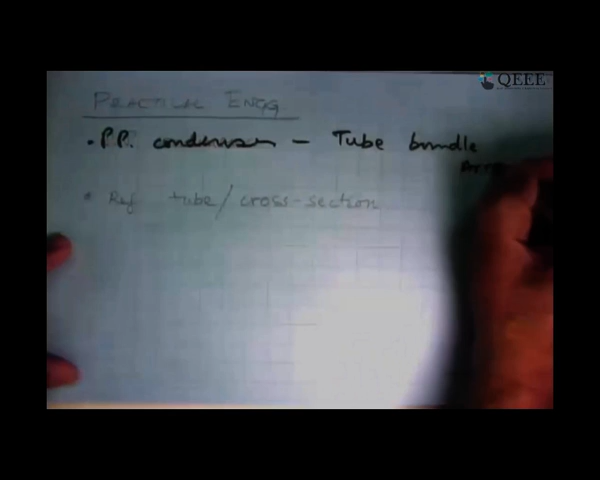 QEEE
PRACTICAL ENGG
• P.P. condenser – Tube bundle
• Ref tube/cross-section